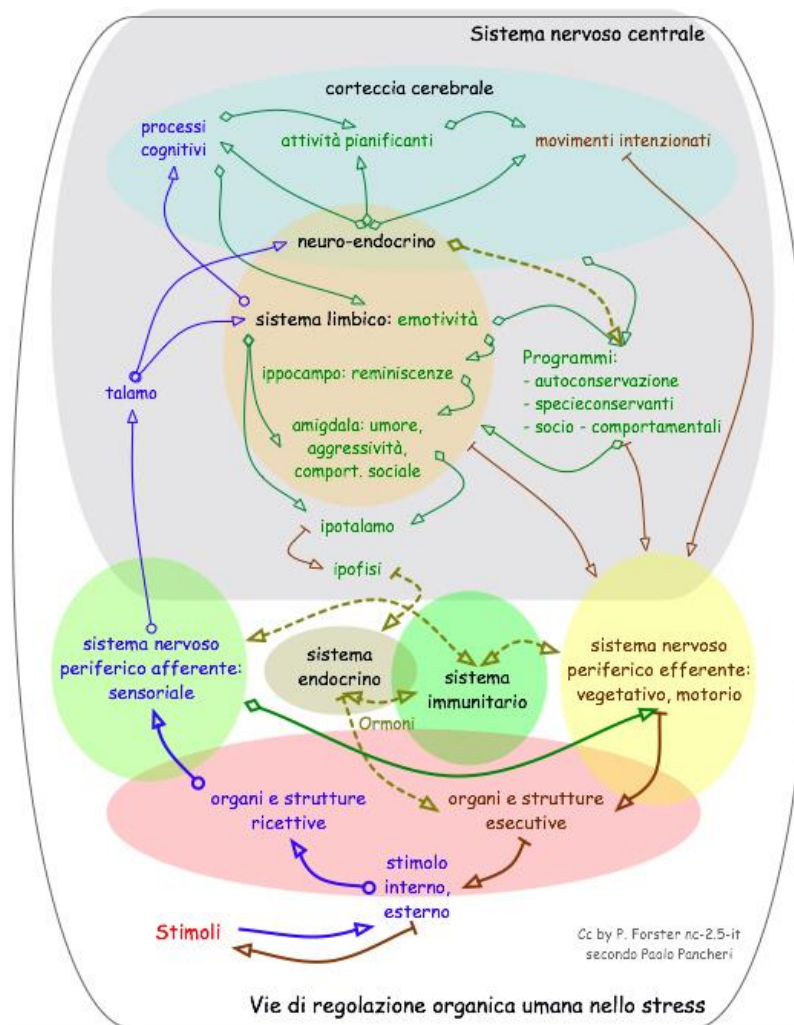 Sistema nervoso centrale
corteccia cerebrale
processi
cognitivi
attività pianificanti
movimenti intenzionati
neuro-endocrino
sistema limbico: emotività
ippocampo: reminiscenze
amigdala: umore,
aggressività,
comport. sociale
Programmi:
- autoconservazione
- specieconservanti
- socio - comportamentali
talamo
ipotalamo
ipofisi
sistema nervoso
periferico afferente:
sensoriale
sistema
endocrino
sistema
immunitario
sistema nervoso
periferico efferente:
vegetativo, motorio
Ormoni
organi e strutture
ricettive
organi e strutture
esecutive
stimolo
interno,
esterno
Stimoli
Cc by P. Forster nc-2.5-it
secondo Paolo Pancheri
Vie di regolazione organica umana nello stress